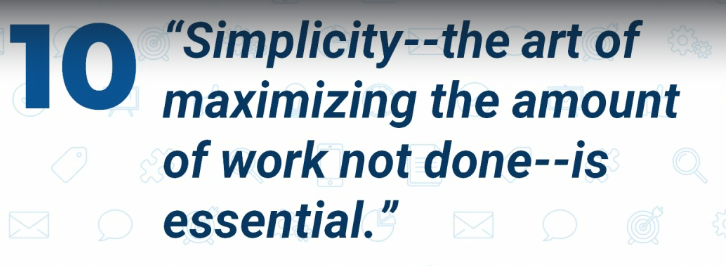 10 “Simplicity--the art of
maximizing the amount
of work not done--is
essential.”